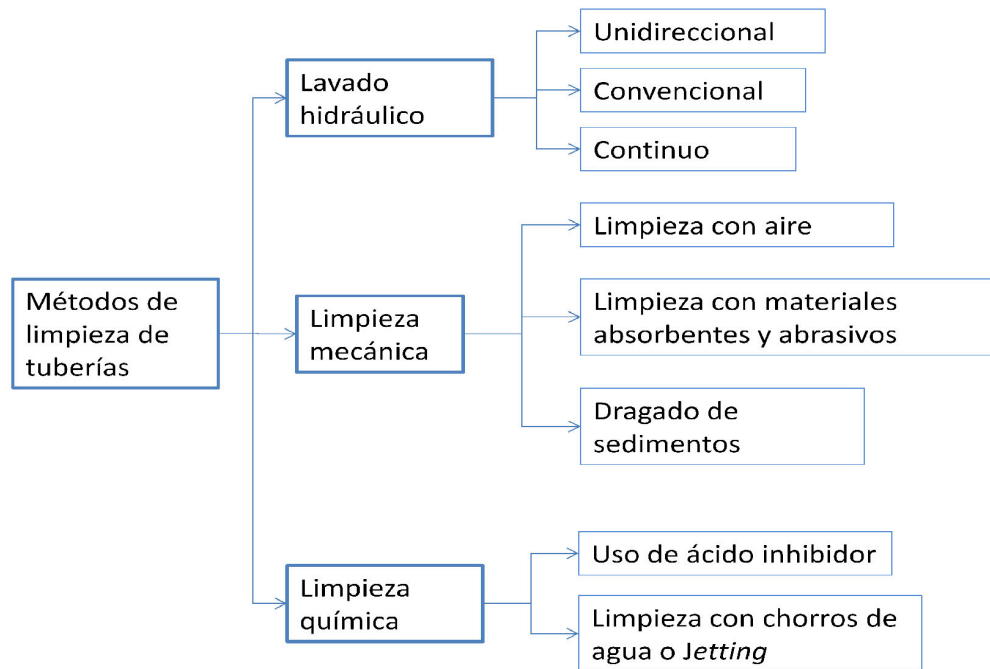 Métodos de
limpieza de
tuberías
Lavado
hidráulico
Unidireccional
Convencional
Continuo
Limpieza
mecánica
Limpieza con aire
Limpieza con materiales
absorbentes y abrasivos
Dragado de
sedimentos
Limpieza
química
Uso de ácido inhibidor
Limpieza con chorros de
agua o Jetting